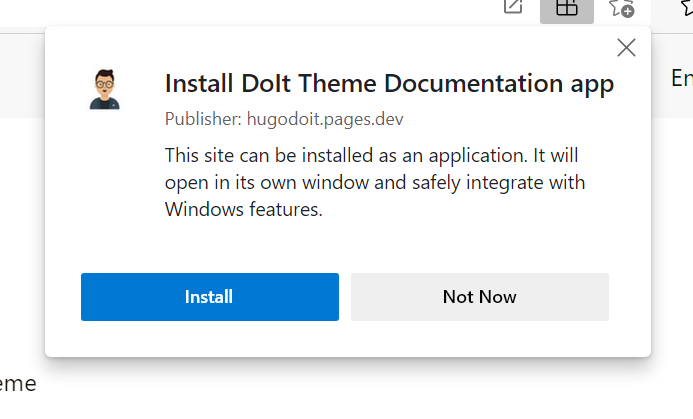 Install DoIt Theme Documentation app
En
Publisher: hugodoit.pages.dev
This site can be installed as an application. It will
open in its own window and safely integrate with
Windows features.
Install
Not Now
eme